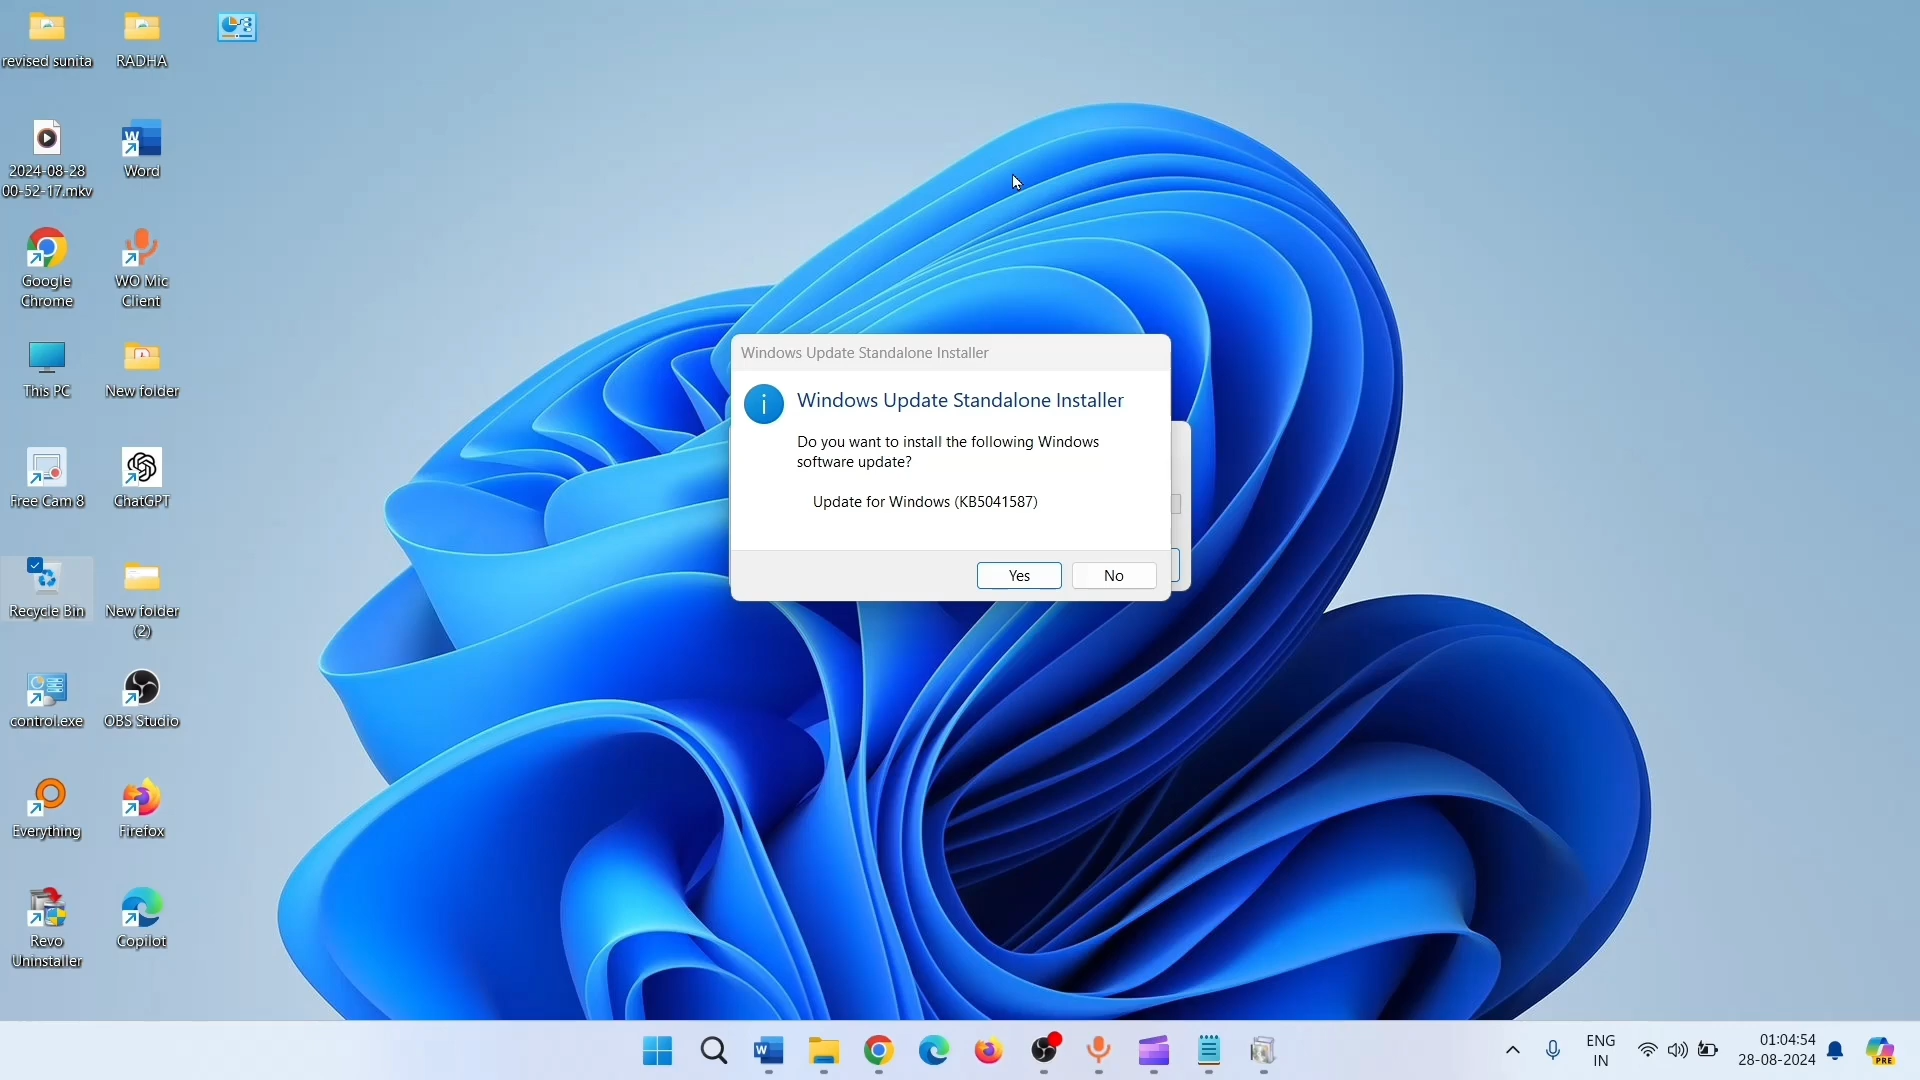 revised sunita
RADHA
2024-08-28
00-52-17.mkv
Word
Google
Chrome
WO Mic
Client
This PC
New folder
Free Cam 8
ChatGPT
Recycle Bin
New folder
(2)
control.exe
OBS Studio
Everything
Firefox
Revo
Uninstaller
Copilot
Windows Update Standalone Installer
Windows Update Standalone Installer
Do you want to install the following Windows
software update?
Update for Windows (KB5041587)
Yes
No
ENG
IN
01:04:54
28-08-2024
PRE